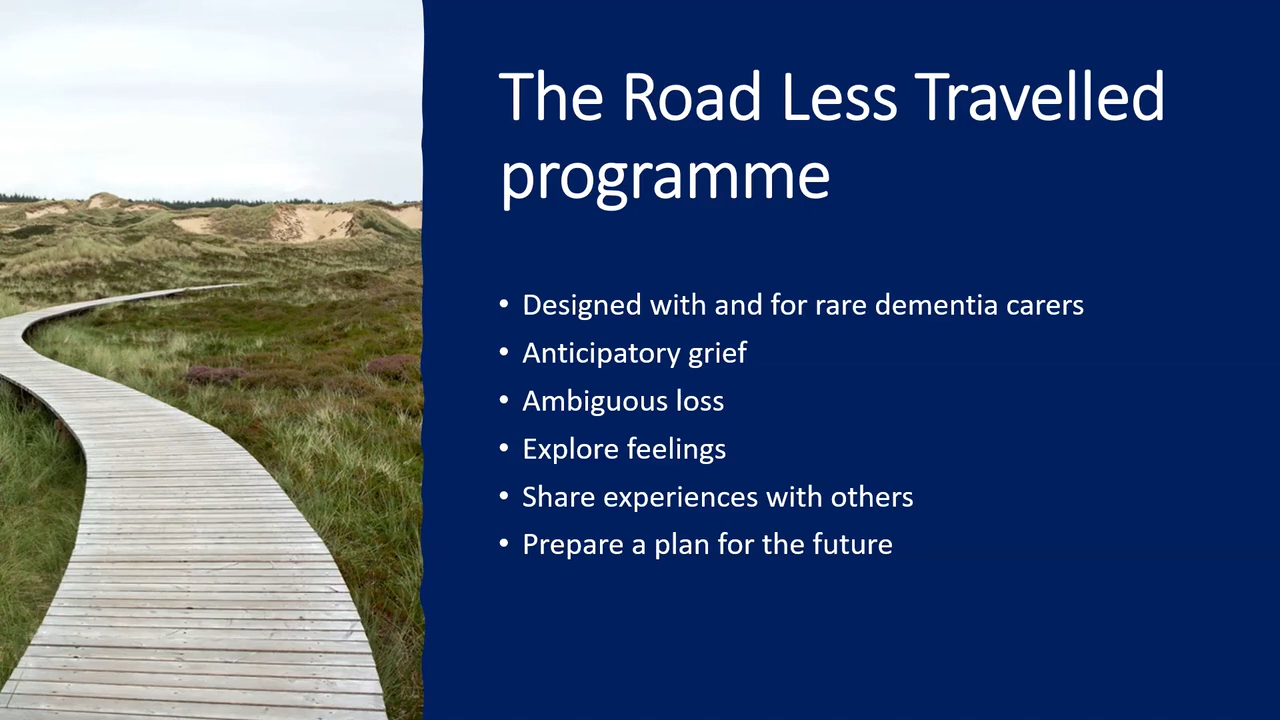 The Road Less Travelled
programme
• Designed with and for rare dementia carers
• Anticipatory grief
• Ambiguous loss
• Explore feelings
• Share experiences with others
• Prepare a plan for the future